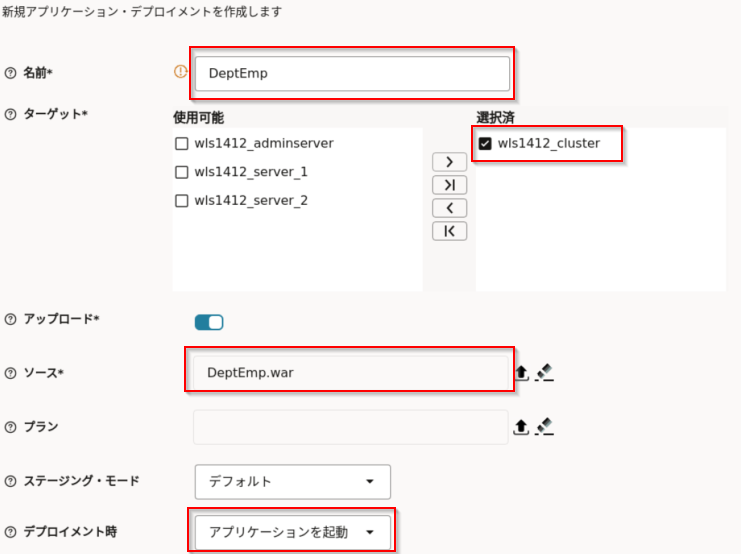 新規アプリケーション・デプロイメントを作成します
名前*
DeptEmp
ターゲット*
使用可能
選択済
wls1412_adminserver
wls1412_server_1
wls1412_server_2
wls1412_cluster
アップロード*
ソース*
DeptEmp.war
プラン
ステージング・モード
デフォルト
デプロイメント時
アプリケーションを起動